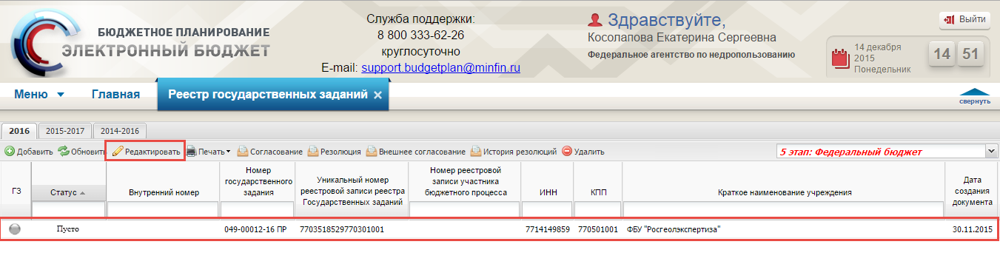 БЮДЖЕТНОЕ ПЛАНИРОВАНИЕ
ЭЛЕКТРОННЫЙ БЮДЖЕТ
Служба поддержки:
8 800 333-62-26
круглосуточно
E-mail: support.budgetplan@minfin.ru
Здравствуйте,
Косолапова Екатерина Сергеевна
Федеральное агентство по недропользованию
Выйти
14 декабря
2015
Понедельник
14 51
Меню Главная Реестр государственных заданий
свернуть
2016 2015-2017 2014-2016
Добавить Обновить Редактировать Печать Согласование Резолюция Внешнее согласование История резолюций Удалить 5 этап: Федеральный бюджет
ГЗ
Статус
Внутренний номер
Номер
государственного
задания
Уникальный номер
реестровой записи реестра
Государственных заданий
Номер реестровой
записи участника
бюджетного процесса
ИНН
КПП
Краткое наименование учреждения
Дата
создания
документа
Пусто 049-00012-16 ПР 7703518529770301001 7714149859 770501001 ФБУ "Росгеолэкспертиза" 30.11.2015